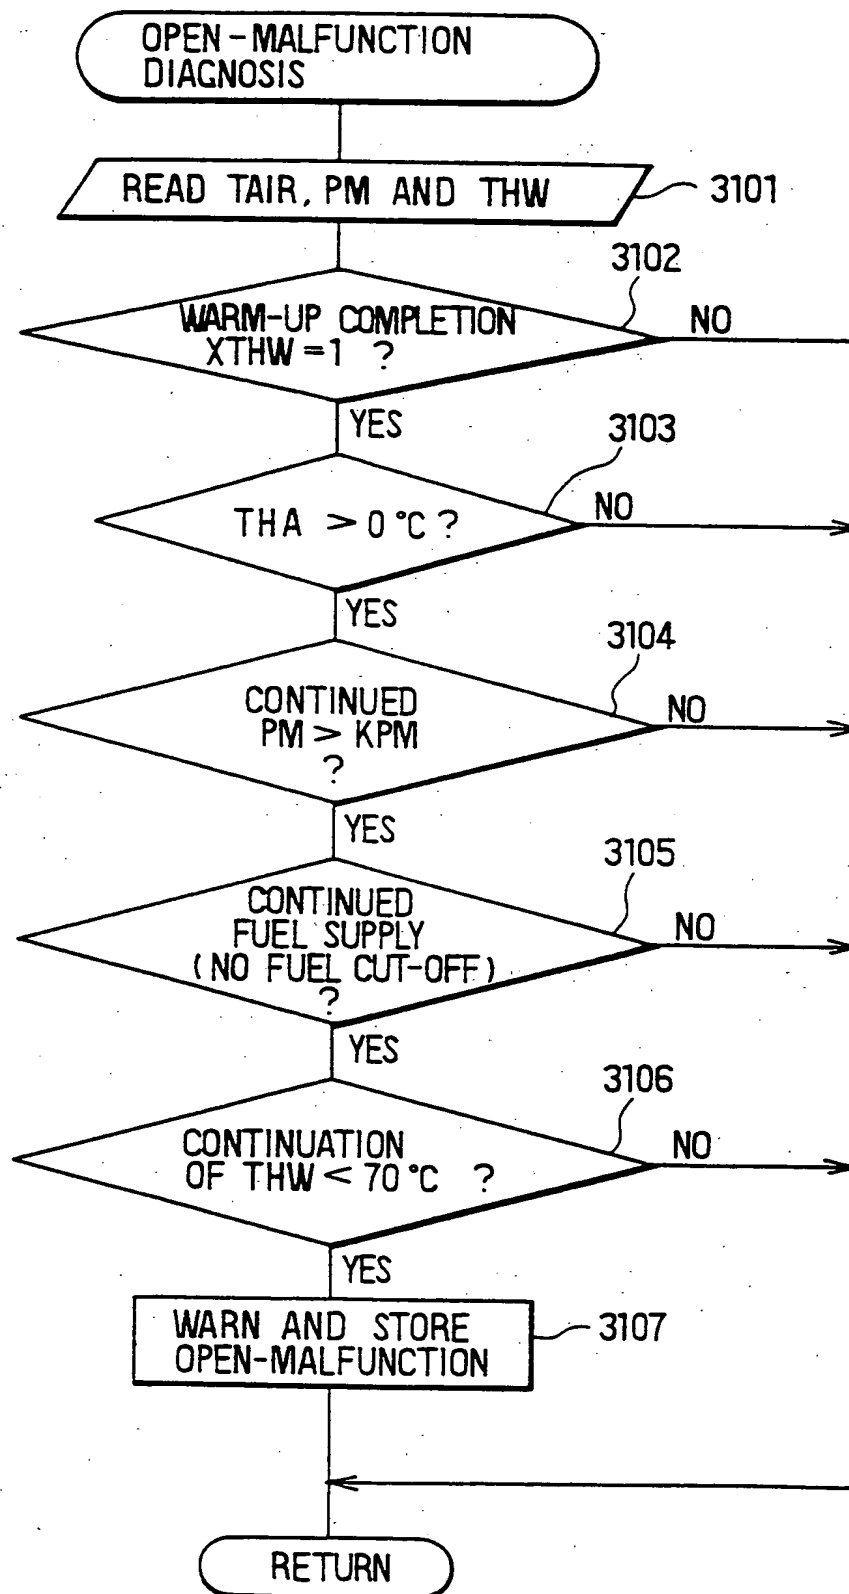 OPEN-MALFUNCTION
DIAGNOSIS
READ TAIR, PM AND THW
3101
3102
WARM-UP COMPLETION
XTHW=1 ?
NO
YES
3103
THA > 0°C ?
NO
YES
3104
CONTINUED
PM > KPM
?
NO
YES
3105
CONTINUED
FUEL SUPPLY
(NO FUEL CUT-OFF)
?
NO
YES
3106
CONTINUATION
OF THW < 70°C ?
NO
YES
WARN AND STORE
OPEN-MALFUNCTION
3107
RETURN